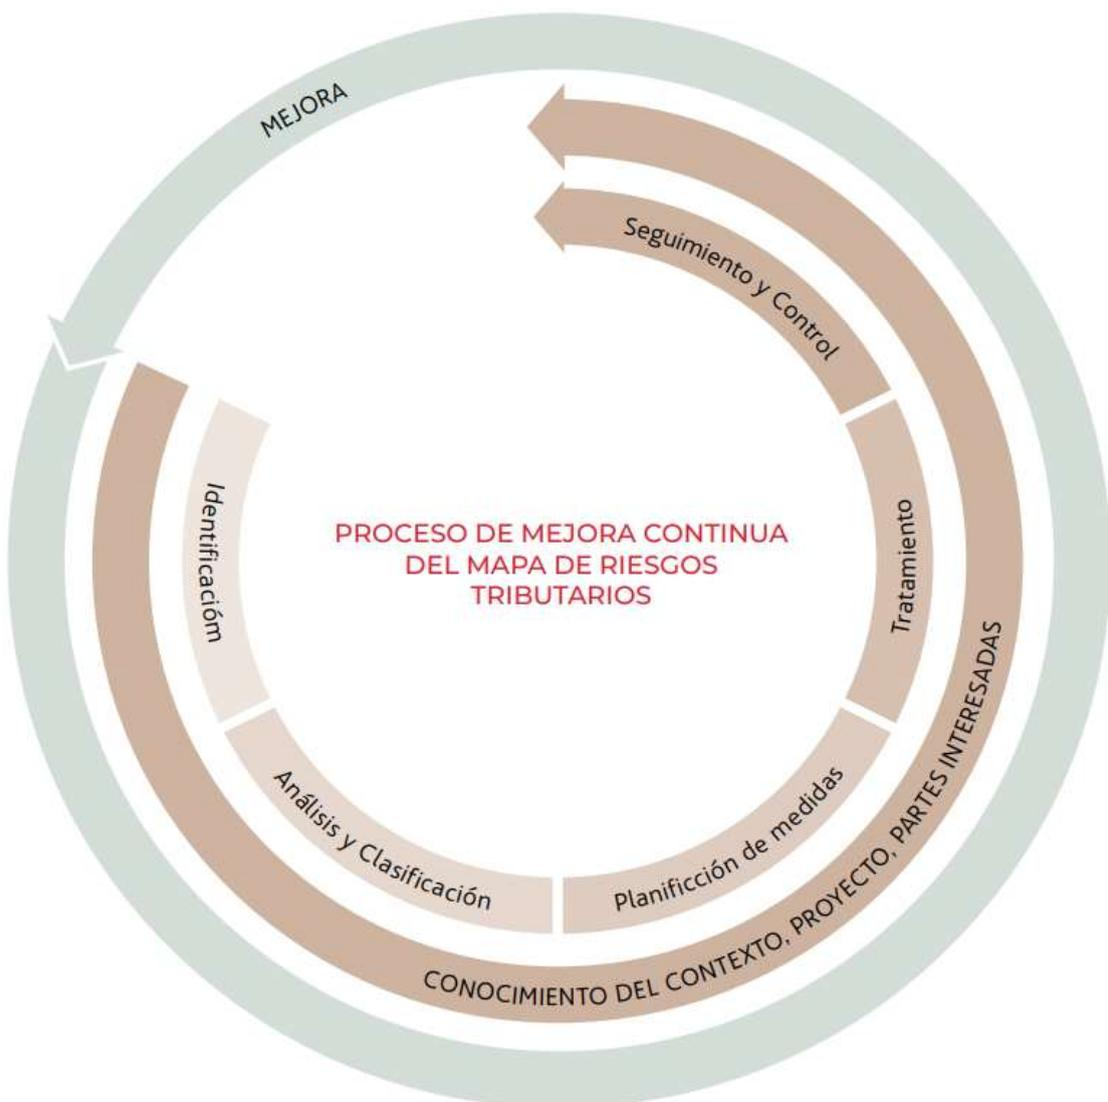 MEJORA
Seguimiento y Control
Tratamiento
Planificción de medidas
Análisis y Clasificación
Identificacióm
CONOCIMIENTO DEL CONTEXTO, PROYECTO, PARTES INTERESADAS
PROCESO DE MEJORA CONTINUA
DEL MAPA DE RIESGOS
TRIBUTARIOS